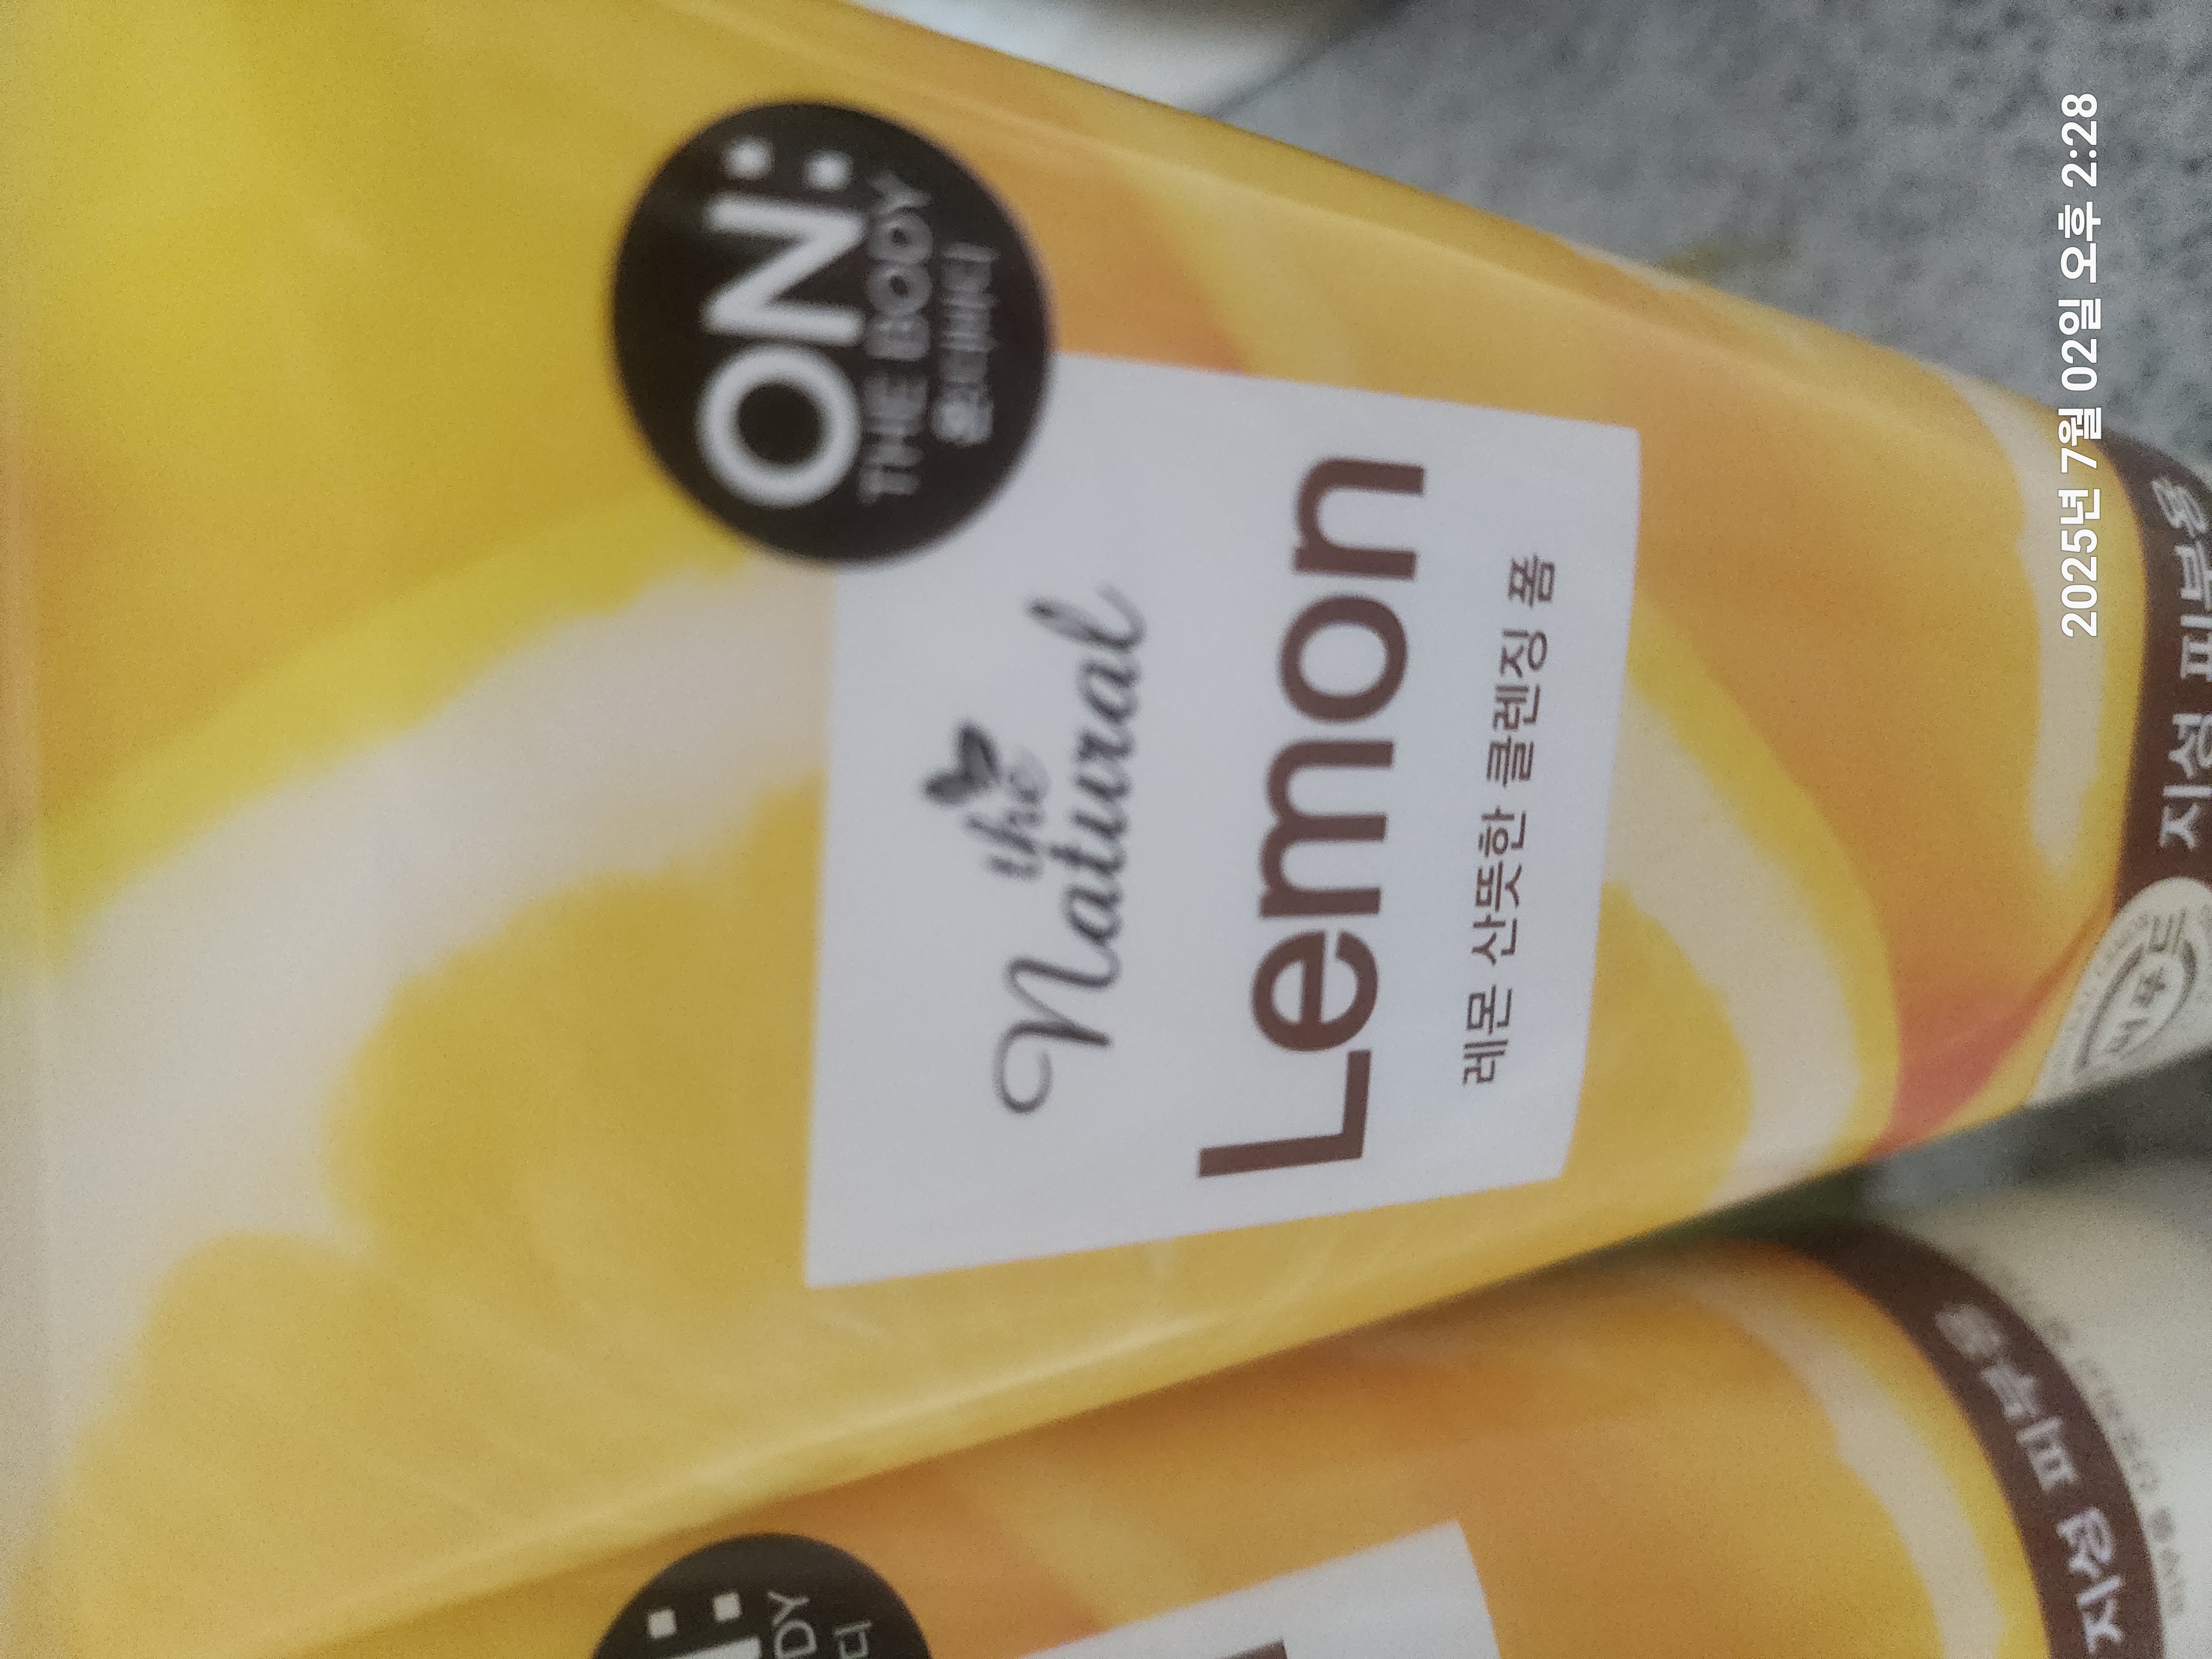 ON:
THE BODY
온더바디
the
Natural
Lemon
레몬 산뜻한 클렌징 폼
지성 피부용
DY
디
지성 피부용
2025년 7월 02일 오후 2:28